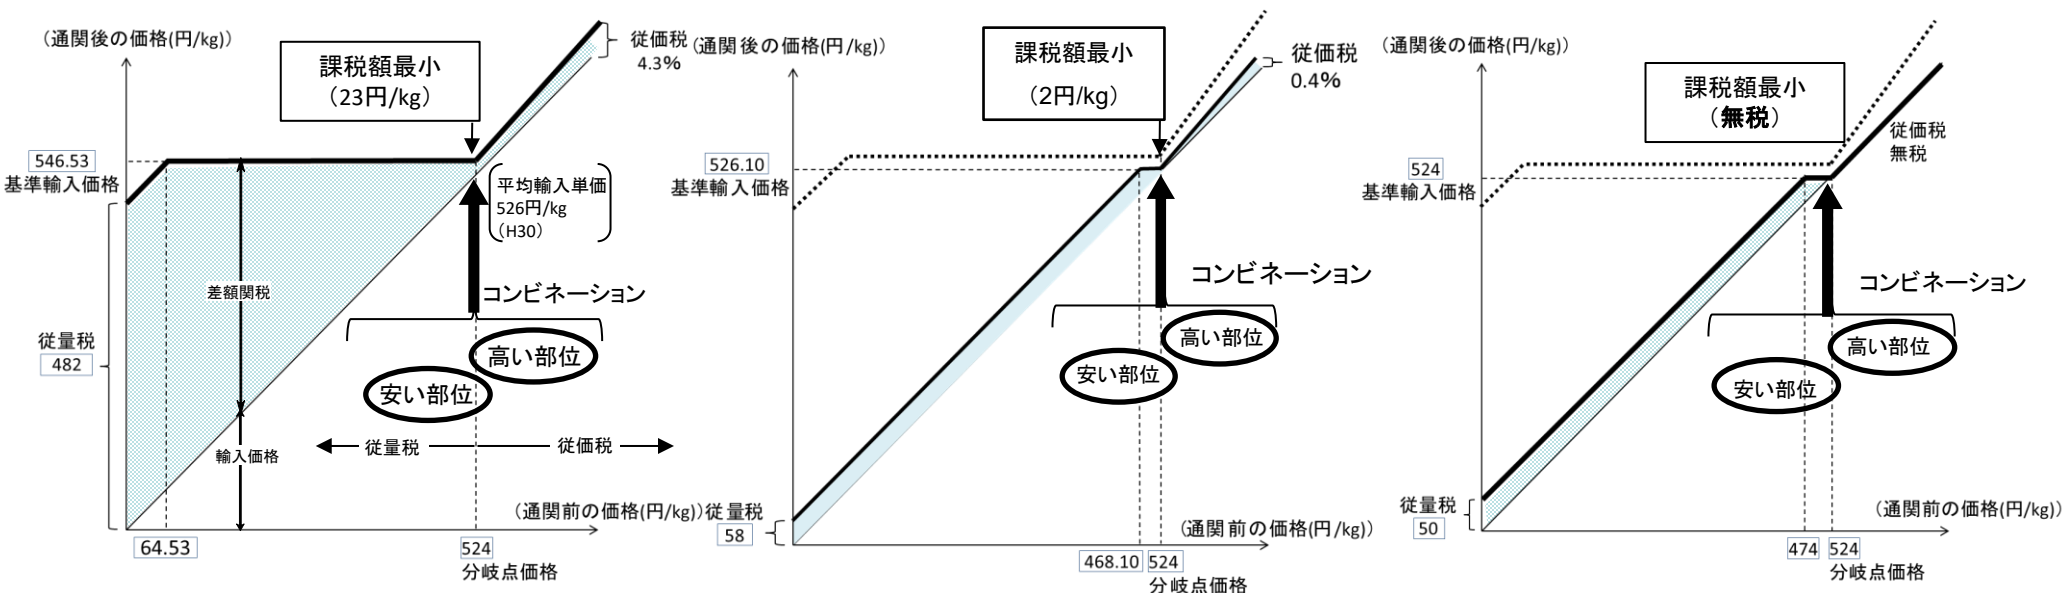 （通関後の価格(円/kg)）
課税額最小
（23円/kg）
従価税
4.3%
546.53
基準輸入価格
平均輸入単価
526円/kg
（H30）
差額関税
コンビネーション
従量税
482
高い部位
安い部位
従量税
従価税
輸入価格
（通関前の価格(円/kg)）
64.53
524
分岐点価格
（通関後の価格(円/kg)）
課税額最小
（2円/kg）
従価税
0.4%
526.10
基準輸入価格
コンビネーション
高い部位
安い部位
従量税
58
（通関前の価格(円/kg)）
468.10
524
分岐点価格
（通関後の価格(円/kg)）
課税額最小
（無税）
従価税
無税
524
基準輸入価格
コンビネーション
高い部位
安い部位
従量税
50
（通関前の価格(円/kg)）
474
524
分岐点価格